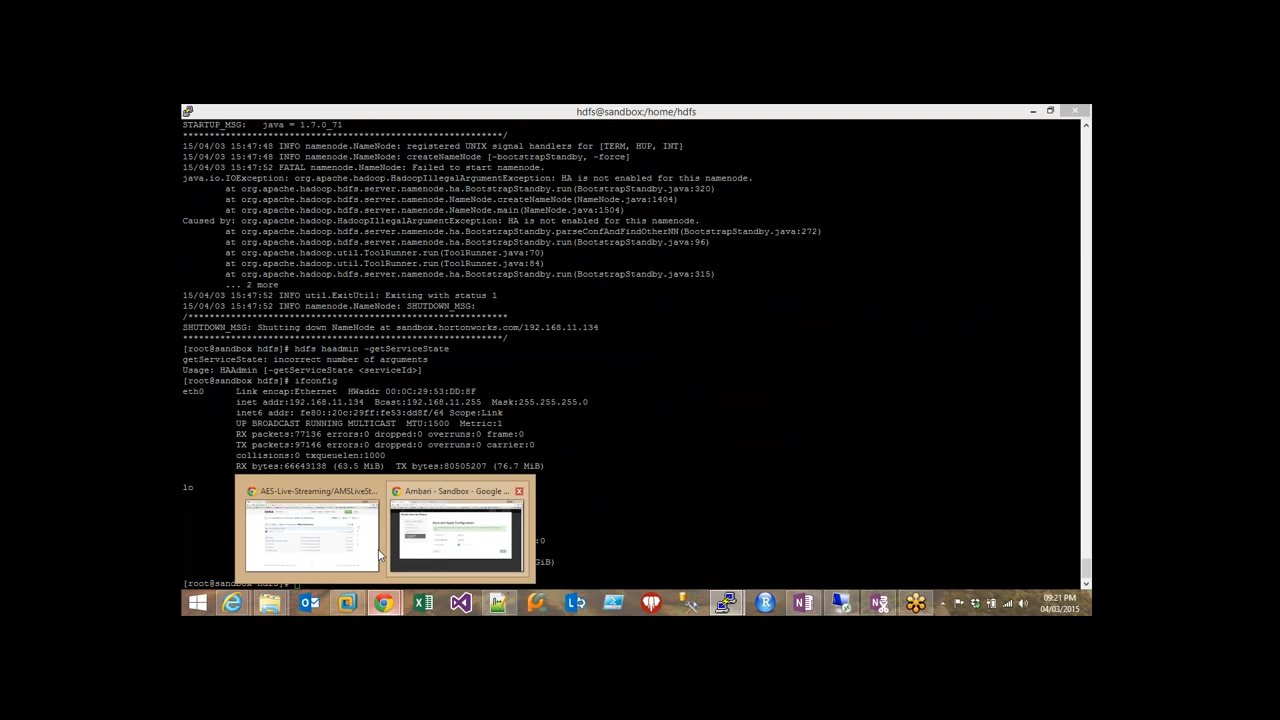 hdfs@sandbox:/home/hdfs
STARTUP_MSG:   java = 1.7.0_71
************************************************************/
15/04/03 15:47:48 INFO namenode.NameNode: registered UNIX signal handlers for [TERM, HUP, INT]
15/04/03 15:47:48 INFO namenode.NameNode: createNameNode [-bootstrapStandby, -force]
15/04/03 15:47:52 FATAL namenode.NameNode: Failed to start namenode.
java.io.IOException: org.apache.hadoop.HadoopIllegalArgumentException: HA is not enabled for this namenode.
at org.apache.hadoop.hdfs.server.namenode.ha.BootstrapStandby.run(BootstrapStandby.java:320)
at org.apache.hadoop.hdfs.server.namenode.NameNode.createNameNode(NameNode.java:1404)
at org.apache.hadoop.hdfs.server.namenode.NameNode.main(NameNode.java:1504)
Caused by: org.apache.hadoop.HadoopIllegalArgumentException: HA is not enabled for this namenode.
at org.apache.hadoop.hdfs.server.namenode.ha.BootstrapStandby.parseConfAndFindOtherNN(BootstrapStandby.java:272)
at org.apache.hadoop.hdfs.server.namenode.ha.BootstrapStandby.run(BootstrapStandby.java:96)
at org.apache.hadoop.util.ToolRunner.run(ToolRunner.java:70)
at org.apache.hadoop.util.ToolRunner.run(ToolRunner.java:84)
at org.apache.hadoop.hdfs.server.namenode.ha.BootstrapStandby.run(BootstrapStandby.java:315)
... 2 more
15/04/03 15:47:52 INFO util.ExitUtil: Exiting with status 1
15/04/03 15:47:52 INFO namenode.NameNode: SHUTDOWN_MSG:
/************************************************************
SHUTDOWN_MSG: Shutting down NameNode at sandbox.hortonworks.com/192.168.11.134
************************************************************/
[root@sandbox hdfs]# hdfs haadmin -getServiceState
getServiceState: incorrect number of arguments
Usage: HAAdmin [-getServiceState <serviceId>]
[root@sandbox hdfs]# ifconfig
eth0      Link encap:Ethernet  HWaddr 00:0C:29:53:DD:8F
inet addr:192.168.11.134  Bcast:192.168.11.255  Mask:255.255.255.0
inet6 addr: fe80::20c:29ff:fe53:dd8f/64 Scope:Link
UP BROADCAST RUNNING MULTICAST  MTU:1500  Metric:1
RX packets:77136 errors:0 dropped:0 overruns:0 frame:0
TX packets:97146 errors:0 dropped:0 overruns:0 carrier:0
collisions:0 txqueuelen:1000
RX bytes:66643138 (63.5 MiB)  TX bytes:80505207 (76.7 MiB)
lo
AES-Live-Streaming/AMSLiveSt...
Ambari - Sandbox - Google ...
Save and Apply Configuration
:0
GiB)
[root@sandbox hdfs]#
09:21 PM
04/03/2015